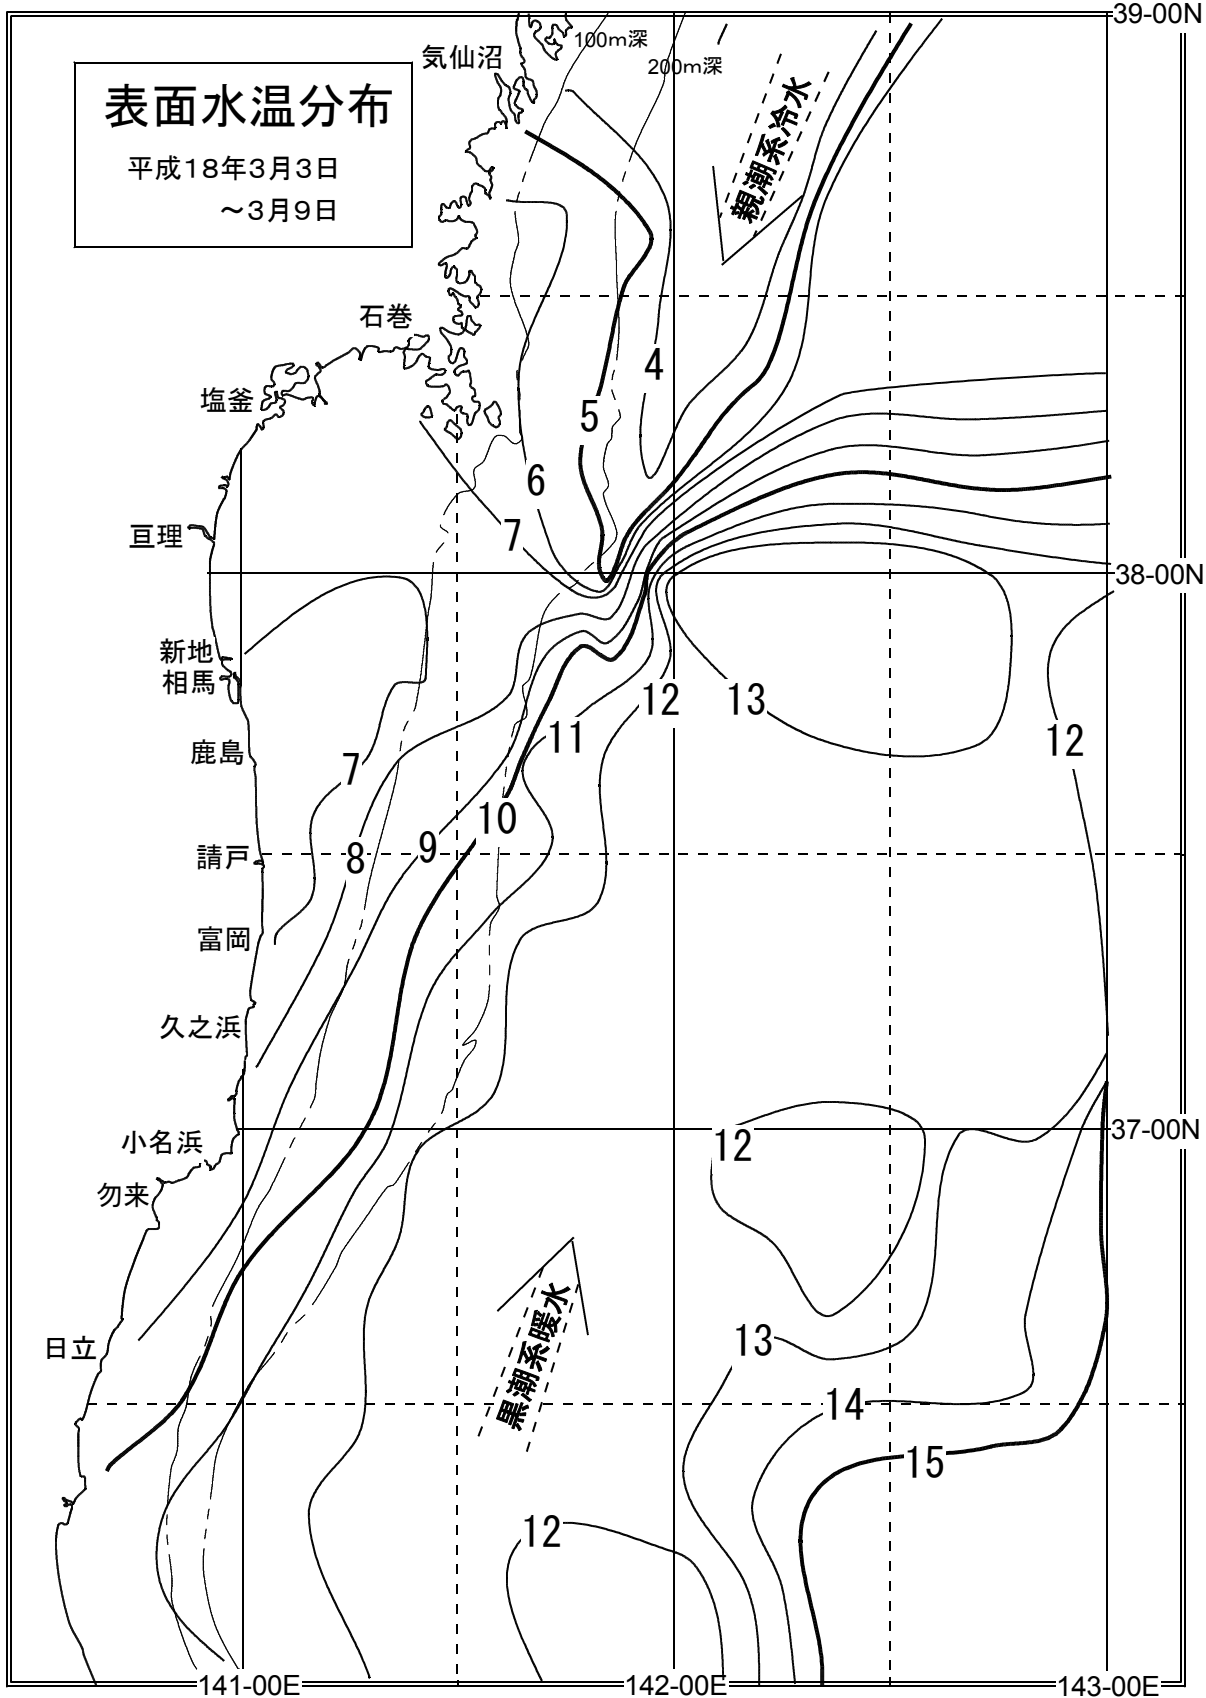 39-00N
気仙沼
100m深
200m深
表面水温分布
平成18年3月3日
～3月9日
親潮系冷水
石巻
4
塩釜
5
6
7
亘理
38-00N
新地
相馬
12
13
11
12
鹿島
7
10
9
8
請戸
富岡
久之浜
37-00N
小名浜
12
勿来
黒潮系暖水
13
日立
14
15
12
141-00E
142-00E
143-00E